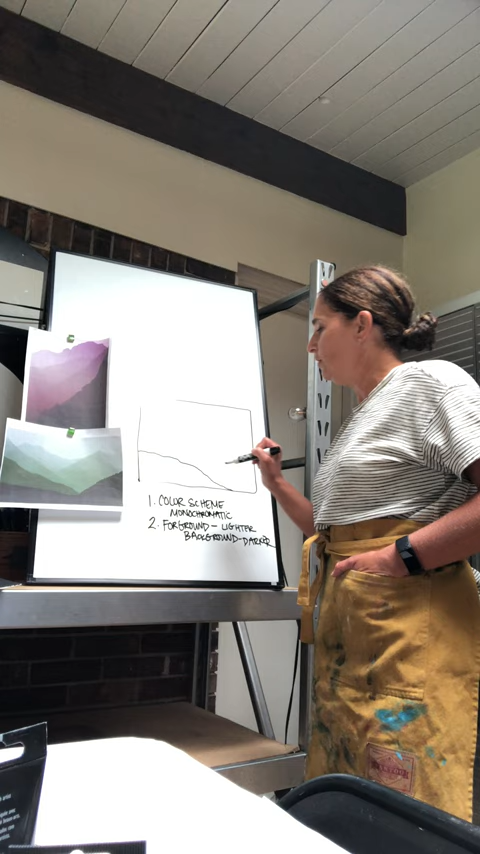 1. COLOR SCHEME
MONOCHROMATIC
2. FORGROUND - LIGHTER
BACKGROUND-DARKER